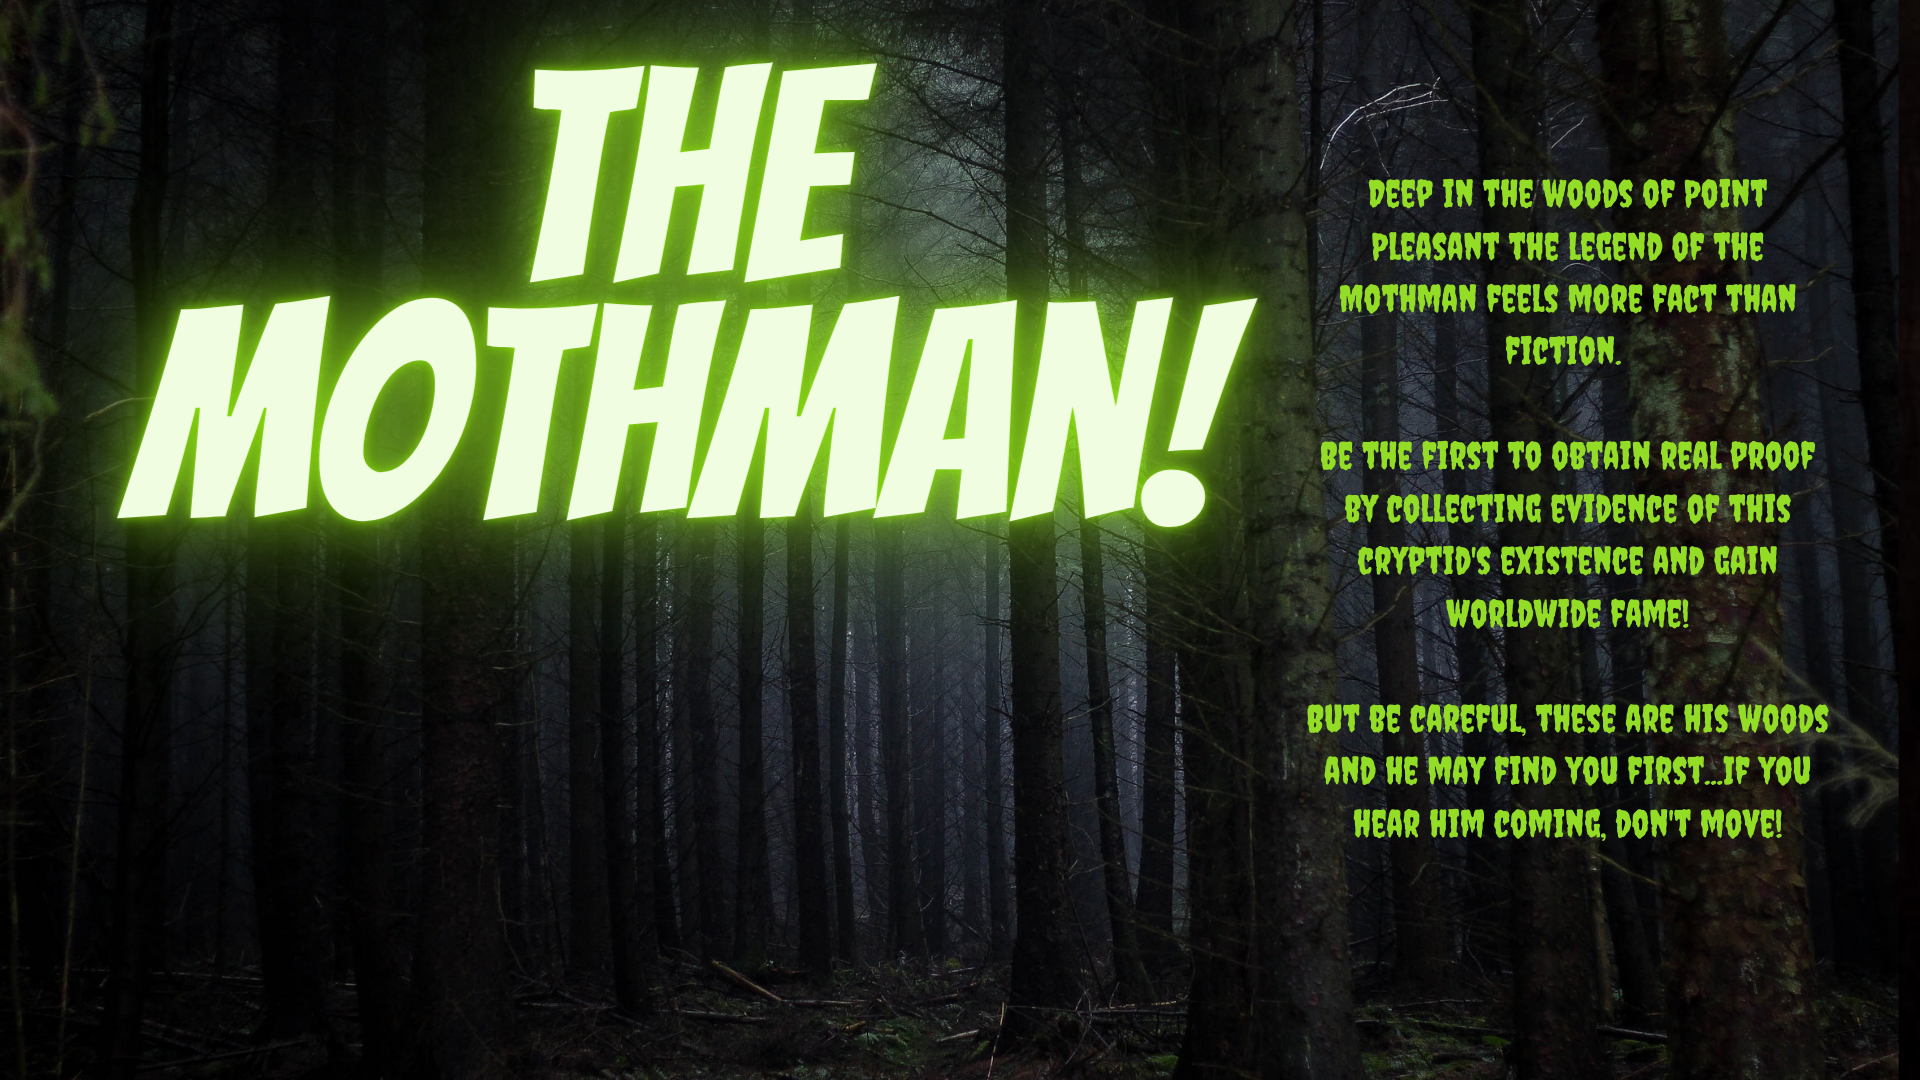 THE
MOTHMAN!
DEEP IN THE WOODS OF POINT
PLEASANT THE LEGEND OF THE
MOTHMAN FEELS MORE FACT THAN
FICTION.
BE THE FIRST TO OBTAIN REAL PROOF
BY COLLECTING EVIDENCE OF THIS
CRYPTID'S EXISTENCE AND GAIN
WORLDWIDE FAME!
BUT BE CAREFUL, THESE ARE HIS WOODS
AND HE MAY FIND YOU FIRST...IF YOU
HEAR HIM COMING, DON'T MOVE!